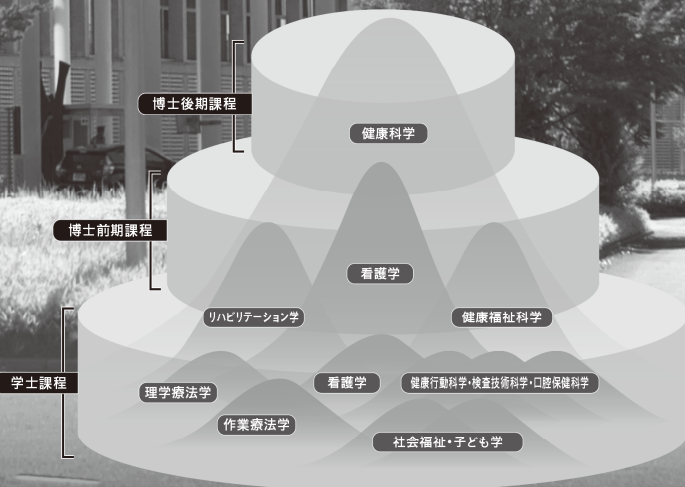 博士後期課程
健康科学
博士前期課程
看護学
リハビリテーション学
健康福祉科学
学士課程
理学療法学
看護学
健康行動科学・検査技術科学・口腔保健科学
作業療法学
社会福祉・子ども学